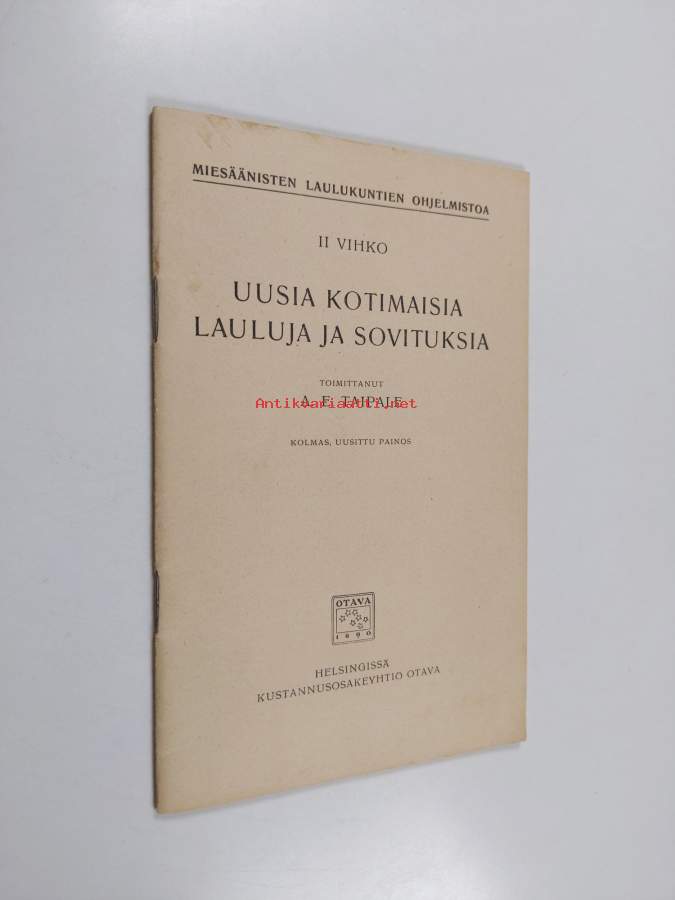 MIESÄÄNISTEN LAULUKUNTIEN OHJELMISTOA
II VIHKO
UUSIA KOTIMAISIA
LAULUJA JA SOVITUKSIA
TOIMITTANUT
A. E. TAIPALE
Antikvariaatti.net
KOLMAS, UUSITTU PAINOS
OTAVA
1890
HELSINGISSÄ
KUSTANNUSOSAKEYHTIÖ OTAVA